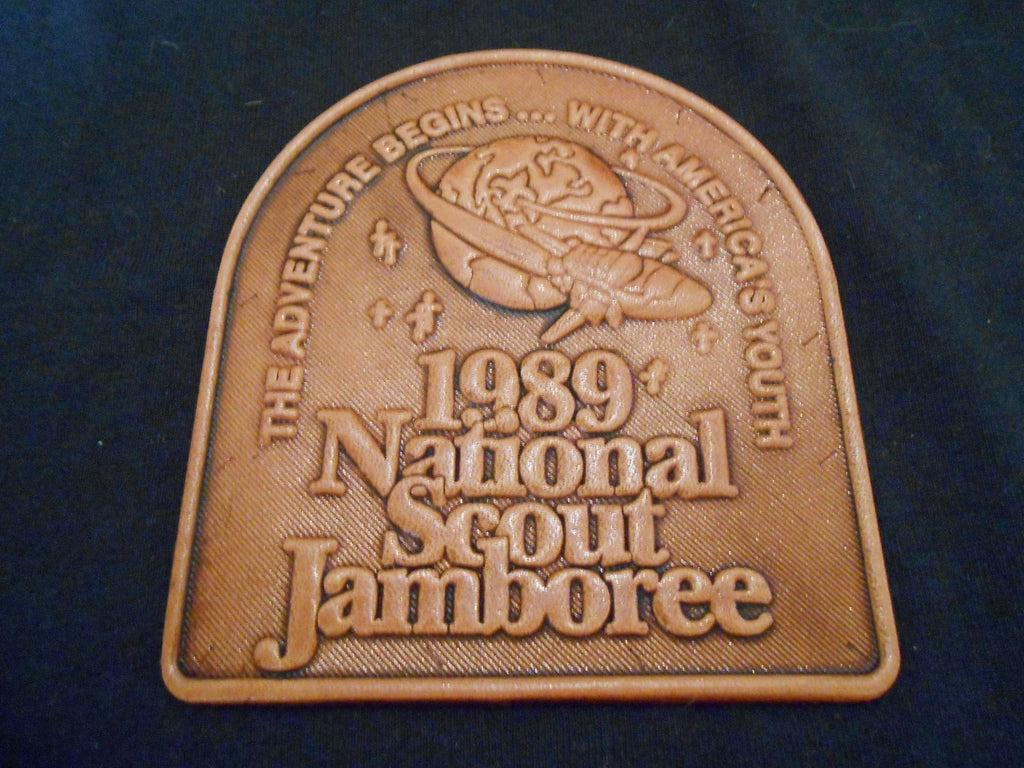 THE ADVENTURE BEGINS... WITH AMERICA'S YOUTH
1989
National
Scout
Jamboree